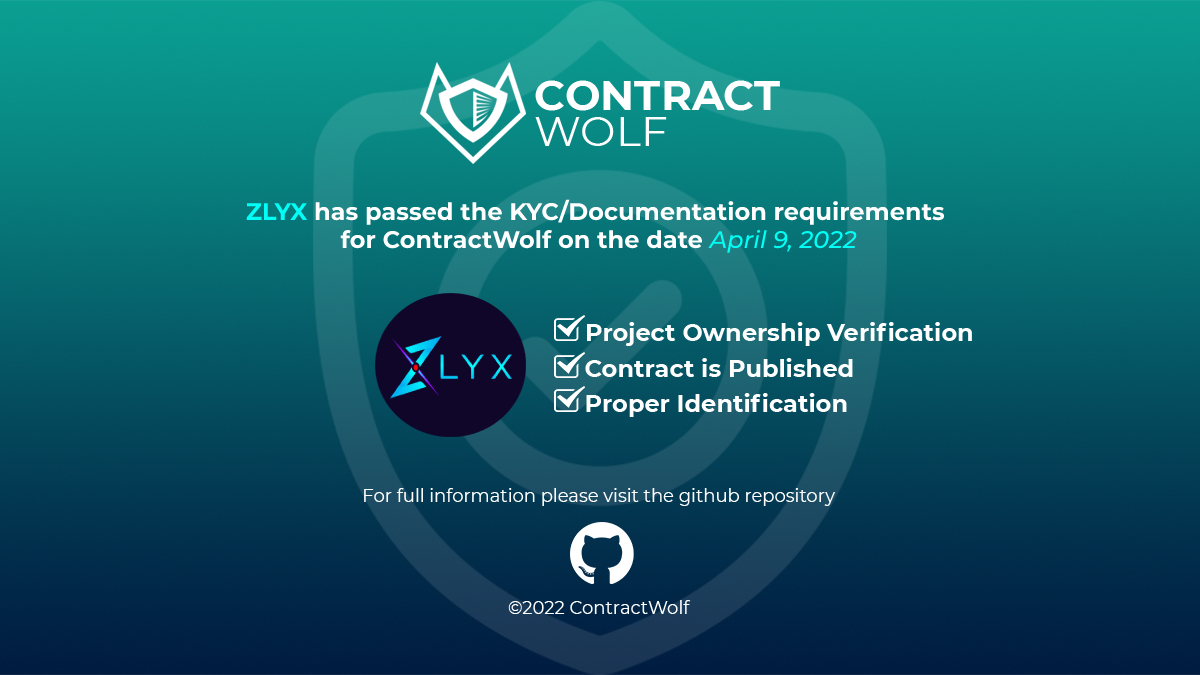 CONTRACT
WOLF
ZLYX has passed the KYC/Documentation requirements
for ContractWolf on the date April 9, 2022
ZLYX
Project Ownership Verification
Contract is Published
Proper Identification
For full information please visit the github repository
©2022 ContractWolf